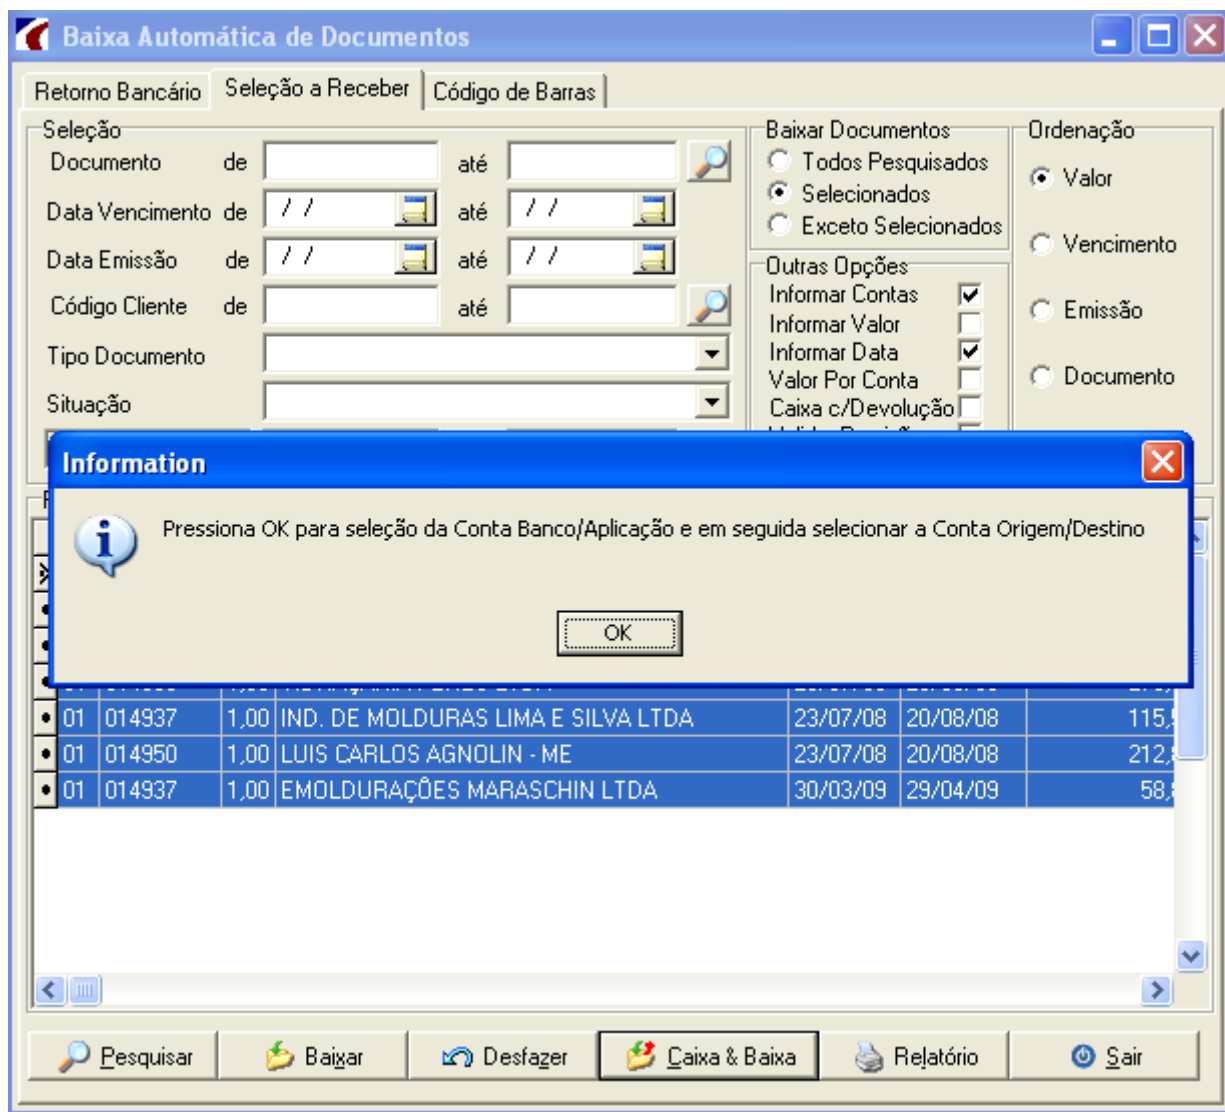 Baixa Automática de Documentos
Retorno Bancário Seleção a Receber Código de Barras
Seleção
Documento de até
Data Vencimento de / / até / /
Data Emissão de / / até / /
Código Cliente de até
Tipo Documento
Situação
Baixar Documentos
Todos Pesquisados
Selecionados
Exceto Selecionados
Outras Opções
Informar Contas
Informar Valor
Informar Data
Valor Por Conta
Caixa c/Devolução
Ordenação
Valor
Vencimento
Emissão
Documento
Information
Pressiona OK para seleção da Conta Banco/Aplicação e em seguida selecionar a Conta Origem/Destino
OK
01 014937 1,00 IND. DE MOLDURAS LIMA E SILVA LTDA 23/07/08 20/08/08 115,
01 014950 1,00 LUIS CARLOS AGNOLIN - ME 23/07/08 20/08/08 212,
01 014937 1,00 EMOLDURAÇÔES MARASCHIN LTDA 30/03/09 29/04/09 58,
Pesquisar Baixar Desfazer Caixa & Baixa Relatório Sair